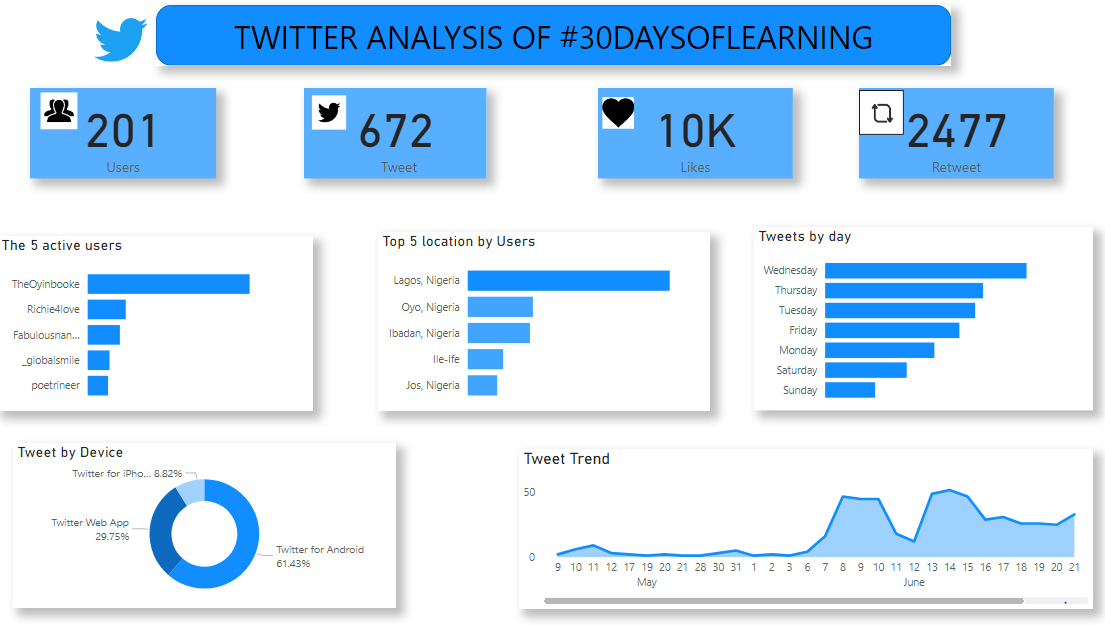 TWITTER ANALYSIS OF #30DAYSOFLEARNING
201
Users
672
Tweet
10K
Likes
2477
Retweet
The 5 active users
TheOyinbooke
Richie4love
Fabulousnan...
_globalsmile
poetrineer
Top 5 location by Users
Lagos, Nigeria
Oyo, Nigeria
Ibadan, Nigeria
Ile-Ife
Jos, Nigeria
Tweets by day
Wednesday
Thursday
Tuesday
Friday
Monday
Saturday
Sunday
Tweet by Device
Twitter for iPho... 8.82%
Twitter Web App
29.75%
Twitter for Android
61.43%
Tweet Trend
50
0
9 10 11 12 17 19 20 21 28 30 31 1 2 3 6 7 8 9 10 11 12 13 14 15 16 17 18 19 20 21
May June